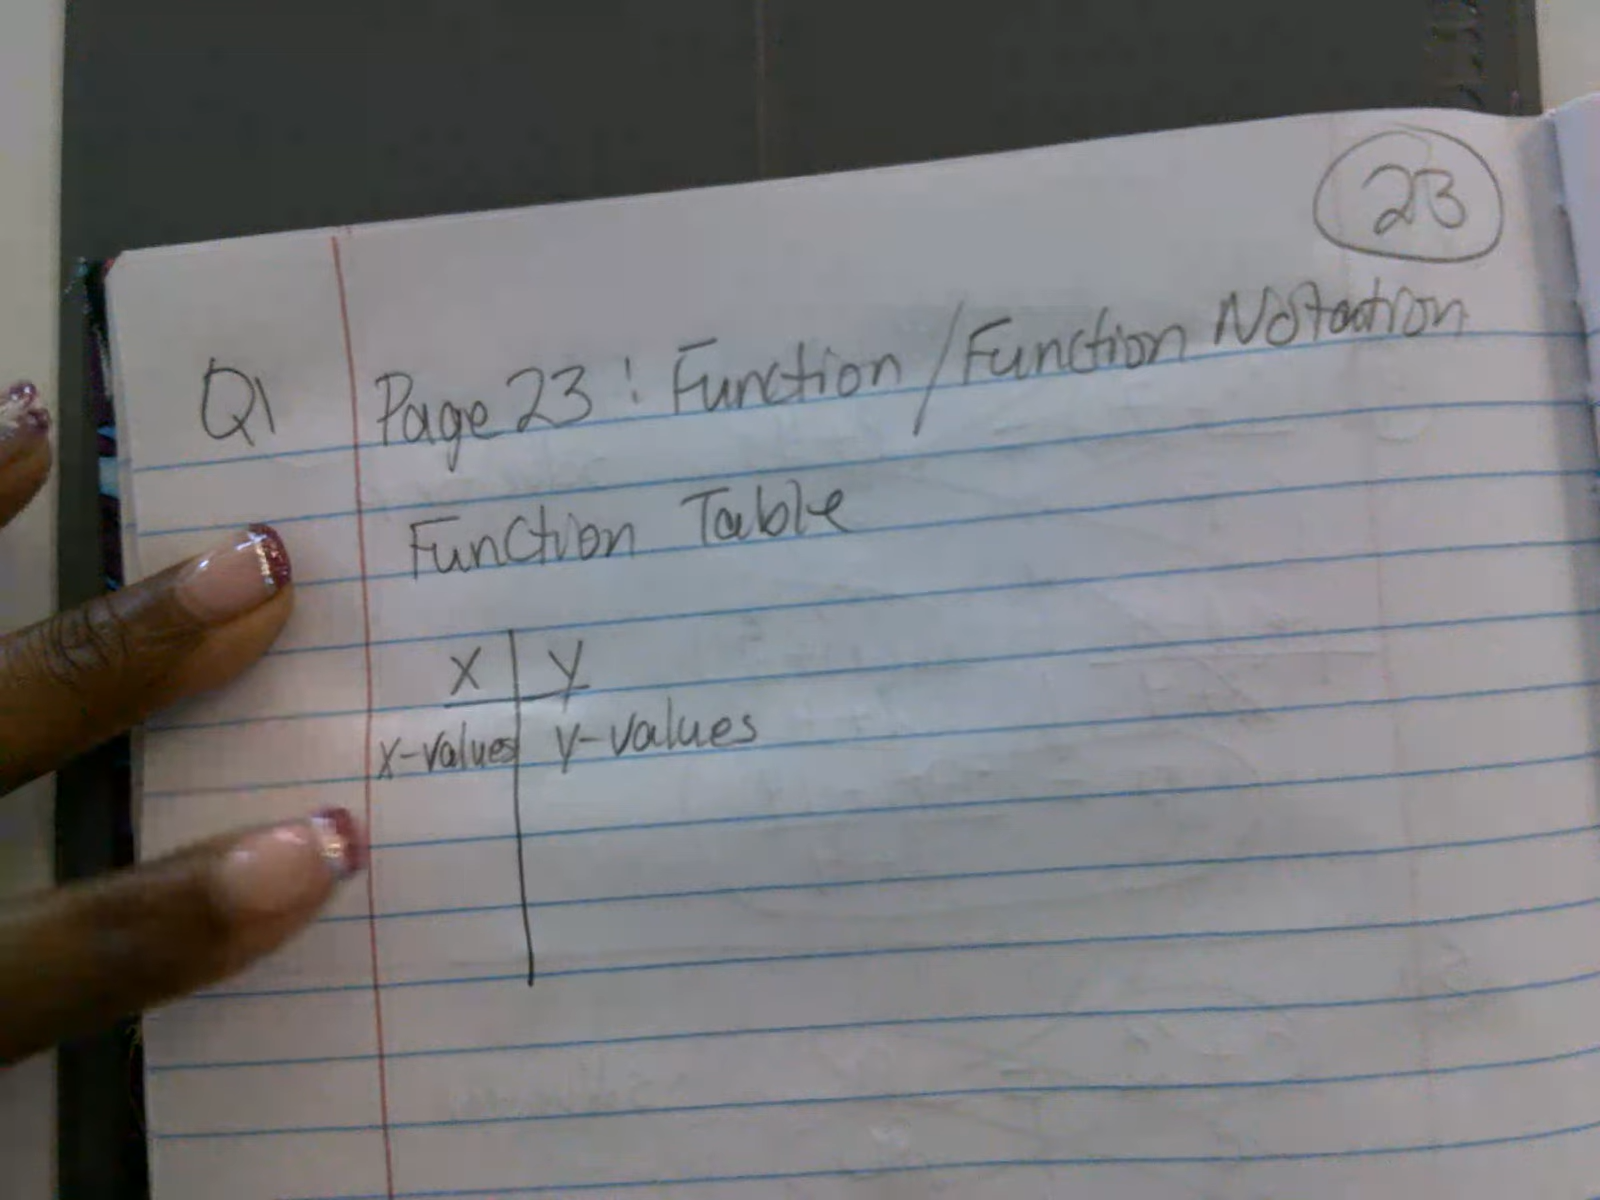 23
Q1 Page 23: Function/Function Notation
Function Table
x y
x-values y-values